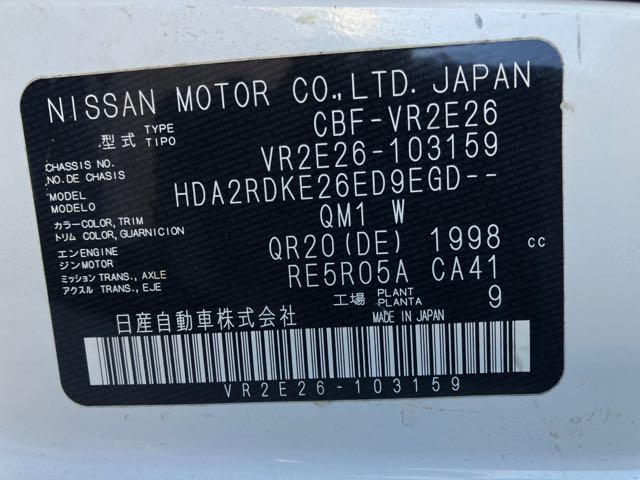 NISSAN MOTOR CO.,LTD. JAPAN
型式 TYPE TIPO CBF-VR2E26
CHASSIS NO. NO. DE CHASSIS VR2E26-103159
MODEL MODELO HDA2RDKE26ED9EGD--
カラー COLOR, TRIM トリム COLOR, GUARNICION QM1 W
エンエンジン ENGINE MOTOR QR20(DE) 1998 cc
ミッション TRANS., AXLE アクスル TRANS., EJE RE5R05A CA41
工場 PLANT PLANTA 9
日産自動車株式会社 MADE IN JAPAN
VR2E26-103159